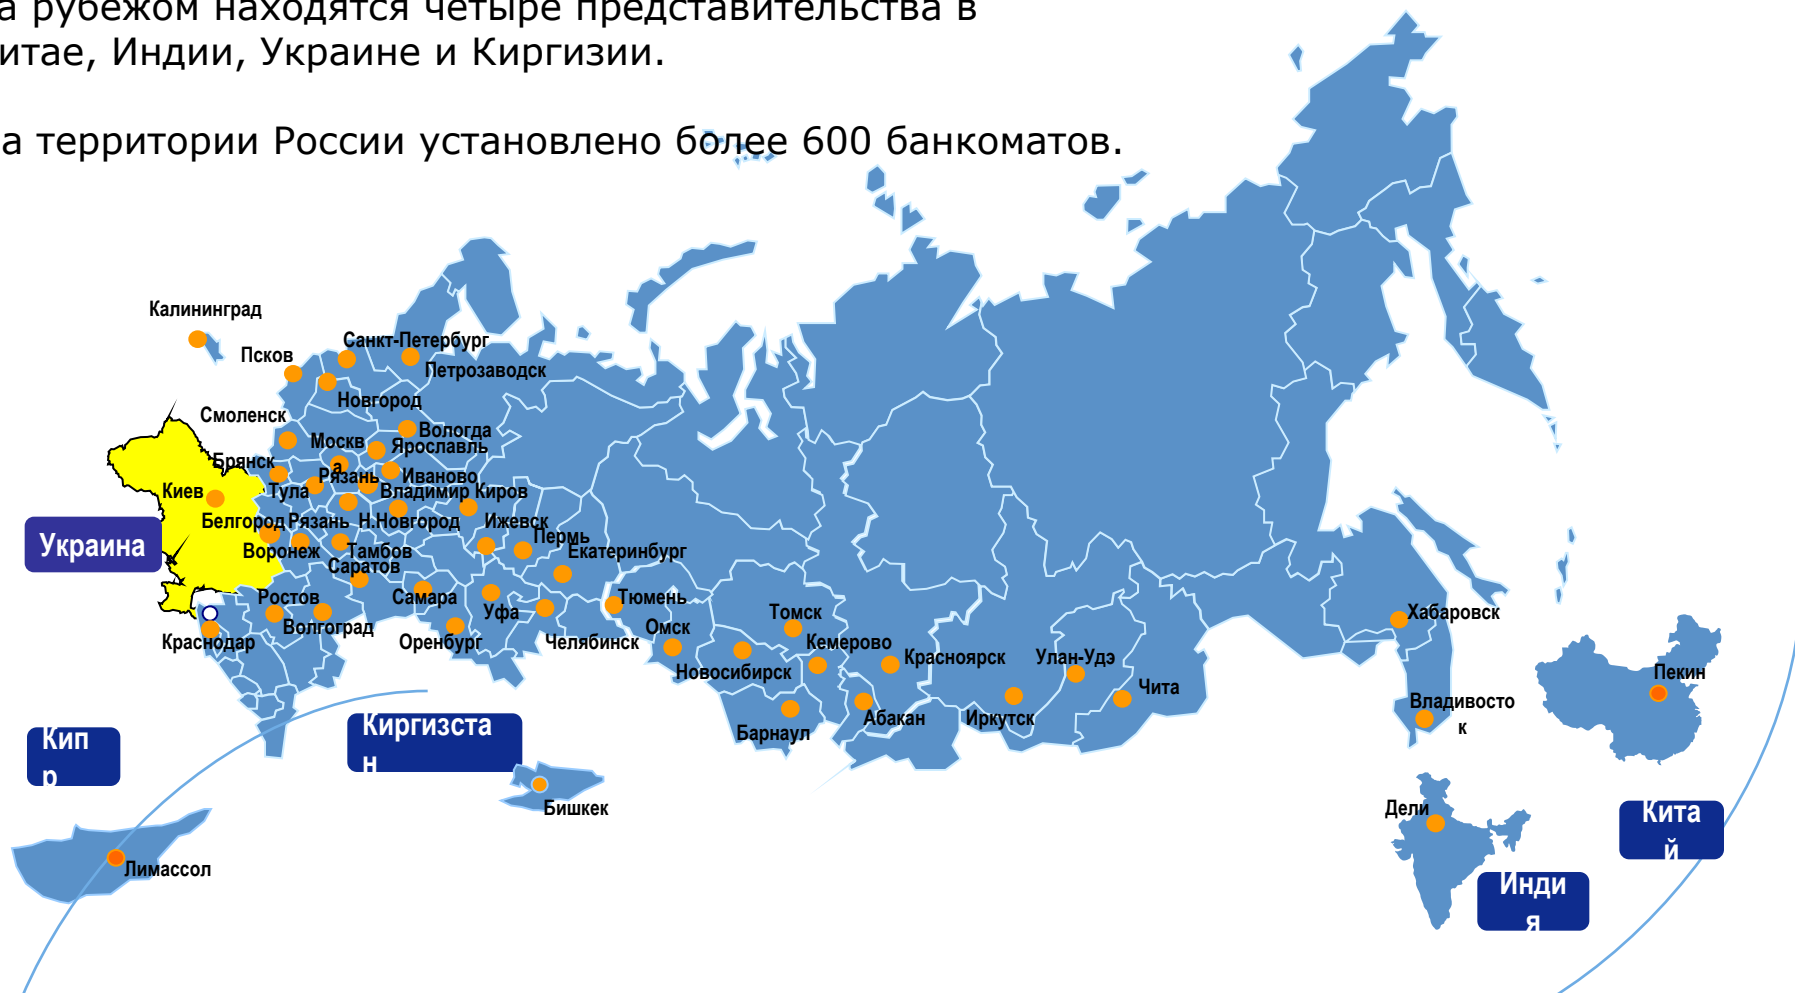 а рубежом находятся четыре представительства в
итае, Индии, Украине и Киргизии.
а территории России установлено более 600 банкоматов.
Калининград
Санкт-Петербург
Псков
Петрозаводск
Новгород
Смоленск
Вологда
Москв
а
Ярославль
Брянск
Рязань
Иваново
Киев
Тула
Владимир
Киров
Белгород
Рязань
Н.Новгород
Ижевск
Украина
Воронеж
Тамбов
Пермь
Екатеринбург
Саратов
Ростов
Самара
Уфа
Тюмень
Томск
Хабаровск
Волгоград
Омск
Краснодар
Оренбург
Челябинск
Кемерово
Красноярск
Улан-Удэ
Новосибирск
Пекин
Чита
Владивосто
к
Абакан
Иркутск
Барнаул
Кип
р
Киргизста
н
Бишкек
Дели
Кита
й
Лимассол
Инди
я